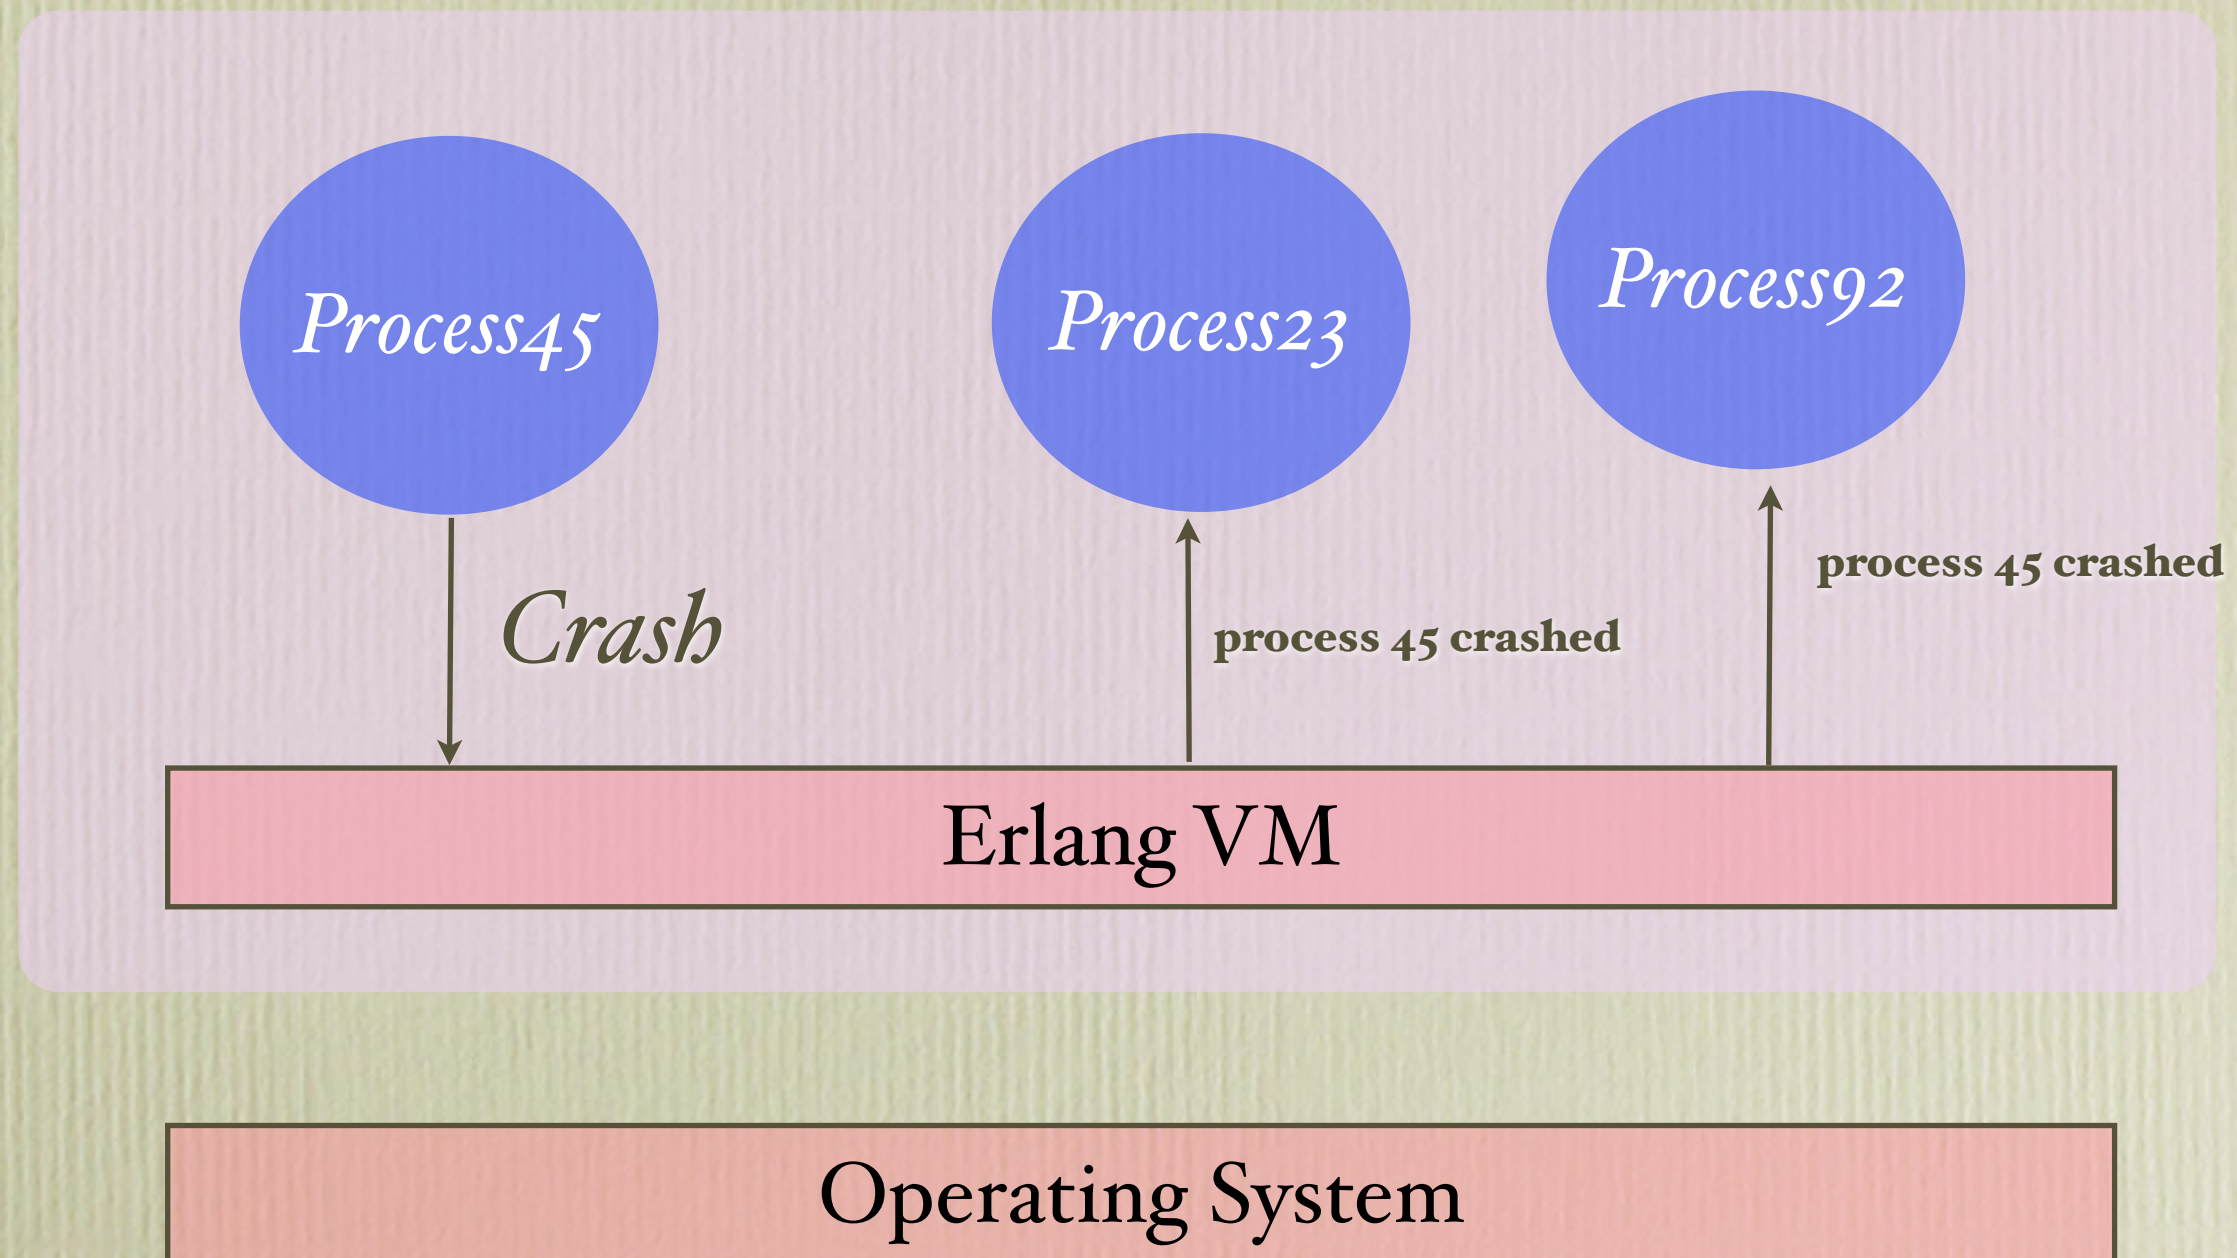 Process45
Process23
Process92
Crash
process 45 crashed
process 45 crashed
Erlang VM
Operating System